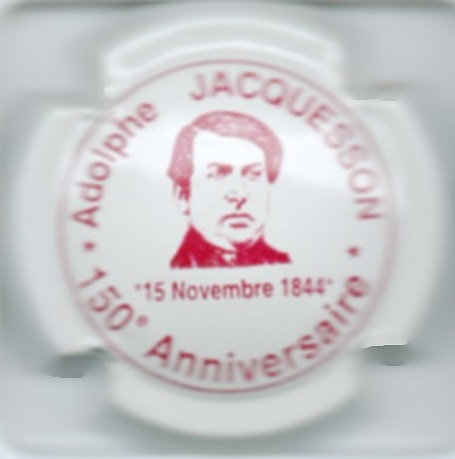 Adolphe JACQUESSON
"15 Novembre 1844"
* 150° Anniversaire *